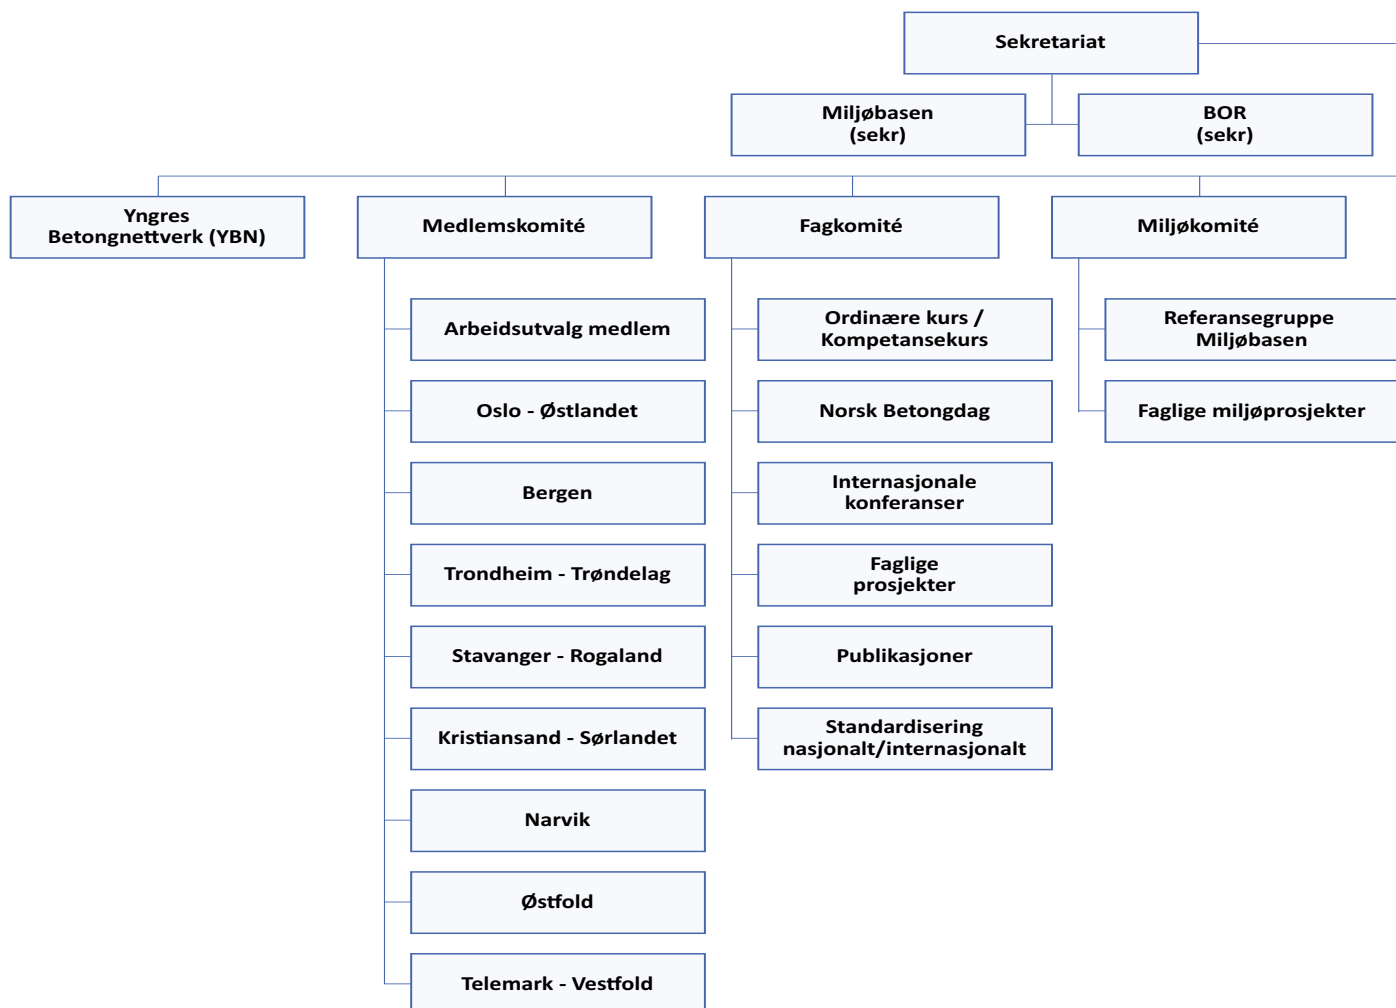 Sekretariat
Miljøbasen
(sekr)
BOR
(sekr)
Yngres
Betongnettverk (YBN)
Medlemskomité
Fagkomité
Miljøkomité
Arbeidsutvalg medlem
Oslo - Østlandet
Bergen
Trondheim - Trøndelag
Stavanger - Rogaland
Kristiansand - Sørlandet
Narvik
Østfold
Telemark - Vestfold
Ordinære kurs /
Kompetansekurs
Norsk Betongdag
Internasjonale
konferanser
Faglige
prosjekter
Publikasjoner
Standardisering
nasjonalt/internasjonalt
Referansegruppe
Miljøbasen
Faglige miljøprosjekter